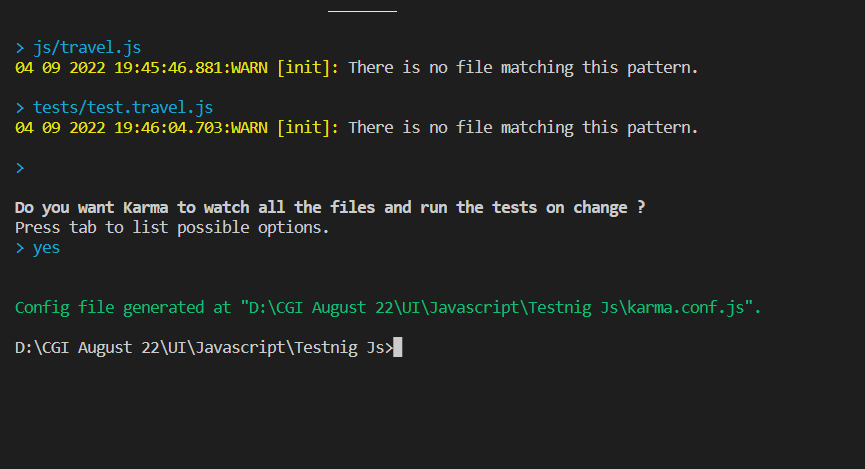 > js/travel.js
04 09 2022 19:45:46.881:WARN [init]: There is no file matching this pattern.
> tests/test.travel.js
04 09 2022 19:46:04.703:WARN [init]: There is no file matching this pattern.
>
Do you want Karma to watch all the files and run the tests on change ?
Press tab to list possible options.
> yes
Config file generated at "D:\CGI August 22\UI\Javascript\Testnig Js\karma.conf.js".
D:\CGI August 22\UI\Javascript\Testnig Js>